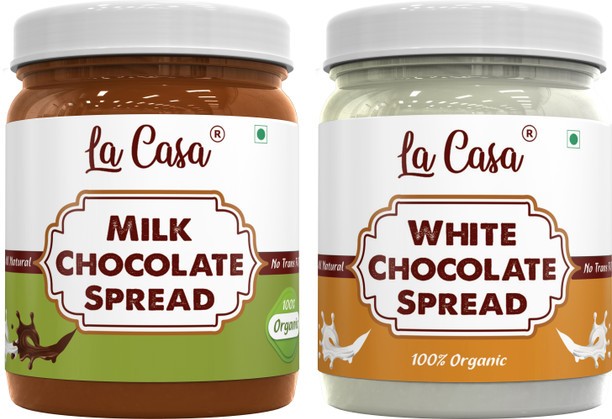 La Casa®
MILK
CHOCOLATE
SPREAD
Natural
No Trans
100%
Organic
La Casa®
WHITE
CHOCOLATE
SPREAD
Natural
No Trans
100% Organic